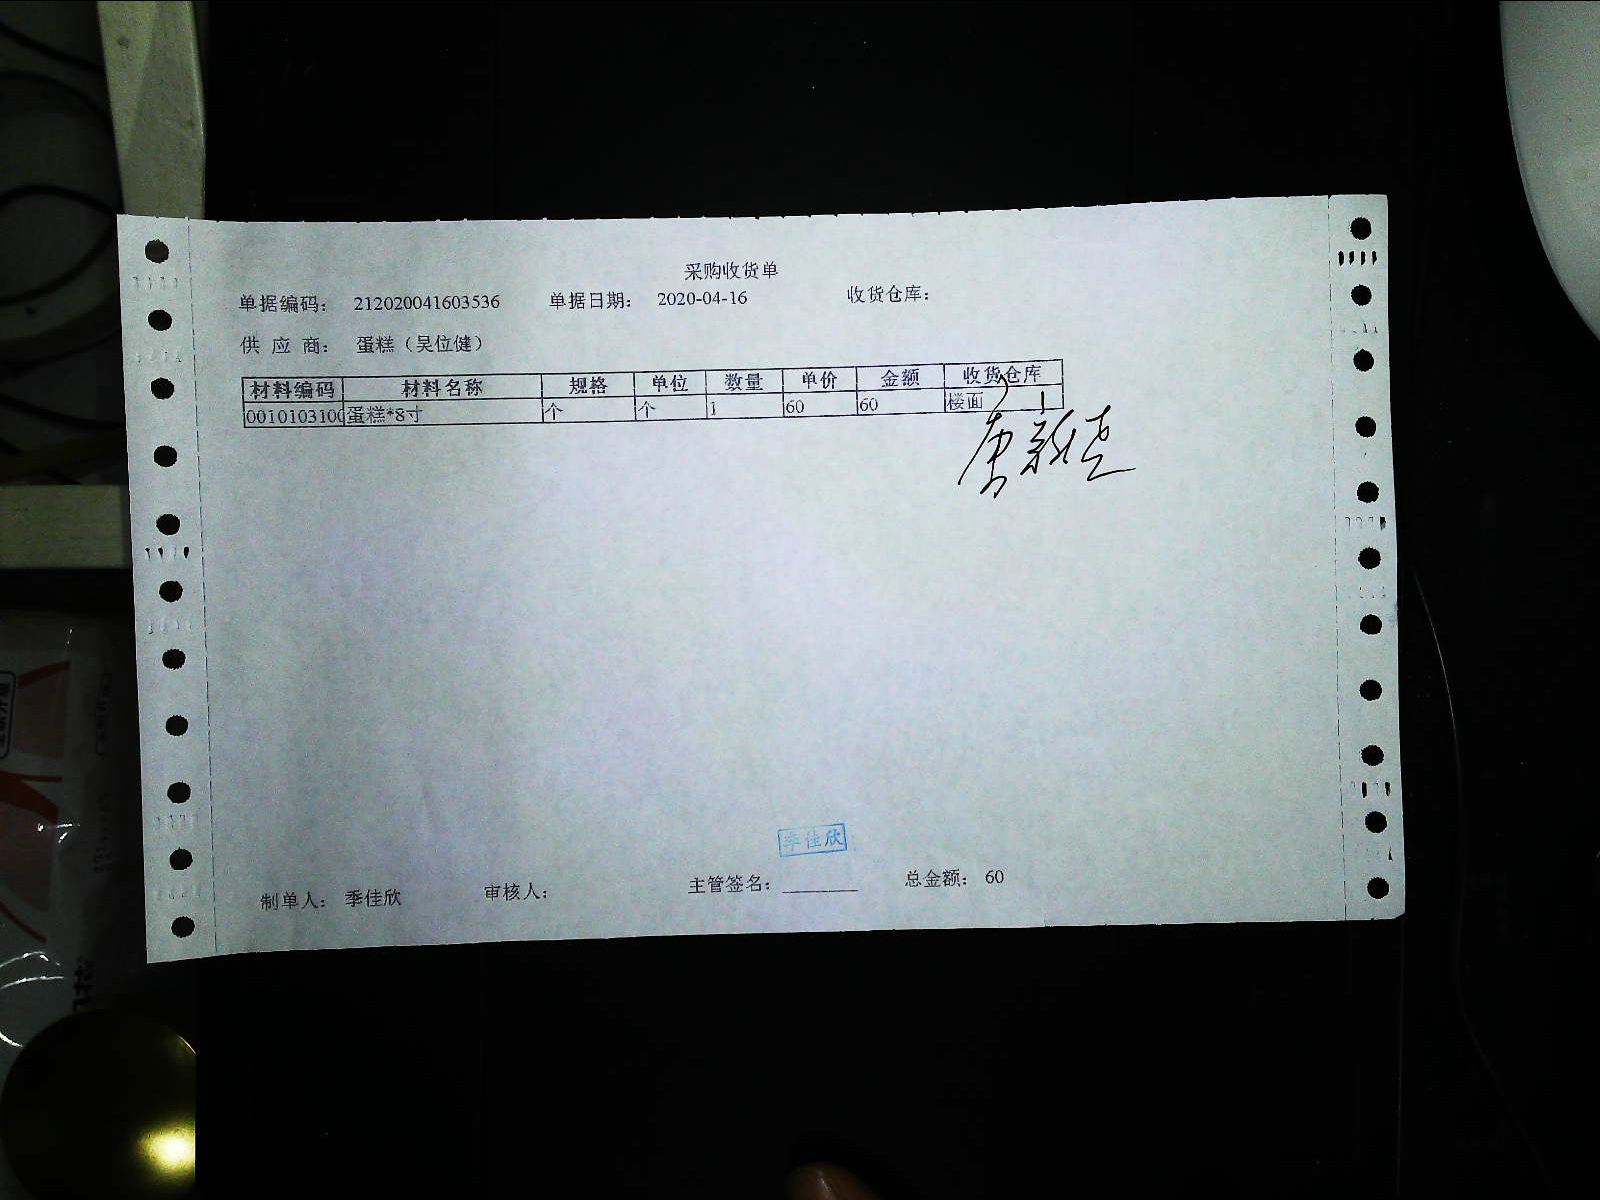 采购收货单
单据编码： 212020041603536 单据日期： 2020-04-16 收货仓库：
供 应 商： 蛋糕（吴位健）
材料编码 材料名称 规格 单位 数量 单价 金额 收货仓库
0010103100 蛋糕*8寸 个 个 1 60 60 楼面
季佳欣
制单人： 季佳欣 审核人： 主管签名：________ 总金额： 60